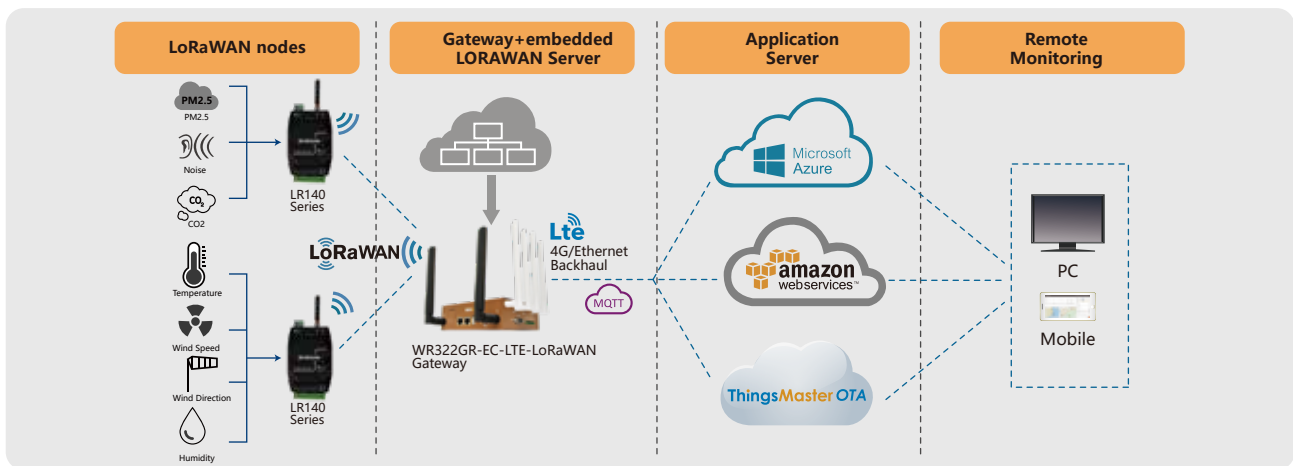 LoRaWAN nodes
Gateway+embedded
LORAWAN Server
Application
Server
Remote
Monitoring
PM2.5
PM2.5
Noise
CO2
CO2
LR140
Series
Temperature
Wind Speed
Wind Direction
Humidity
LR140
Series
LoRaWAN
Lte
4G/Ethernet
Backhaul
MQTT
WR322GR-EC-LTE-LoRaWAN
Gateway
Microsoft
Azure
amazon
webservices™
ThingsMaster OTA
PC
Mobile